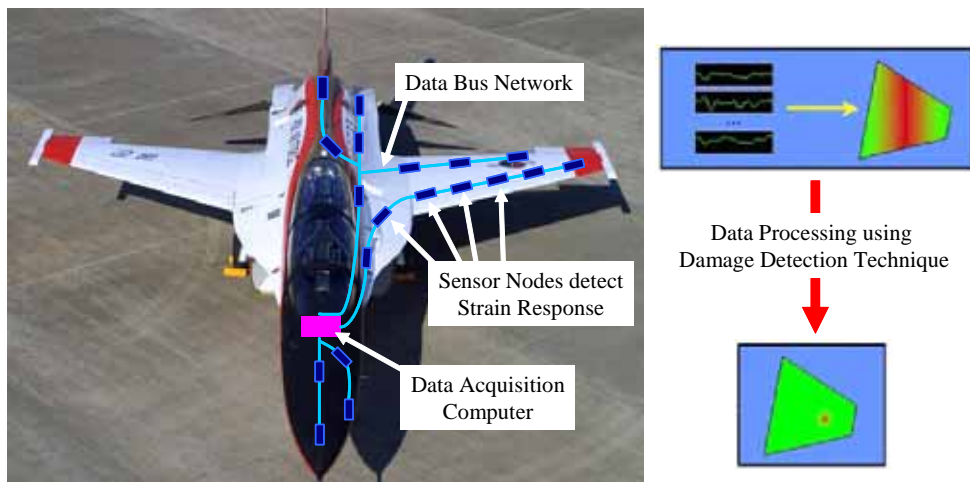 Data Bus Network
Sensor Nodes detect
Strain Response
Data Acquisition
Computer
...
Data Processing using
Damage Detection Technique